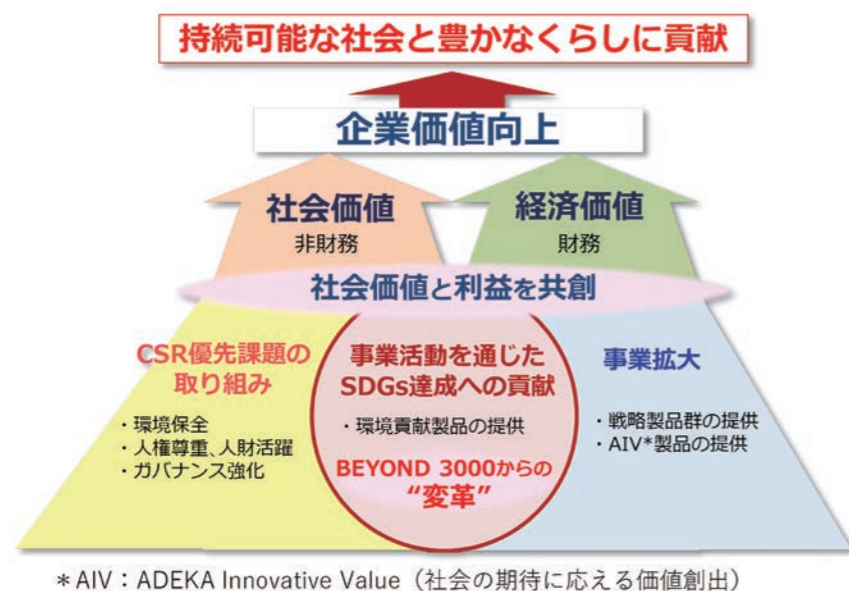 持続可能な社会と豊かなくらしに貢献
企業価値向上
社会価値
非財務
経済価値
財務
社会価値と利益を共創
CSR優先課題の
取り組み
・環境保全
・人権尊重、人財活躍
・ガバナンス強化
事業活動を通じた
SDGs達成への貢献
・環境貢献製品の提供
BEYOND 3000からの
“変革”
事業拡大
・戦略製品群の提供
・AIV*製品の提供
＊AIV：ADEKA Innovative Value（社会の期待に応える価値創出）